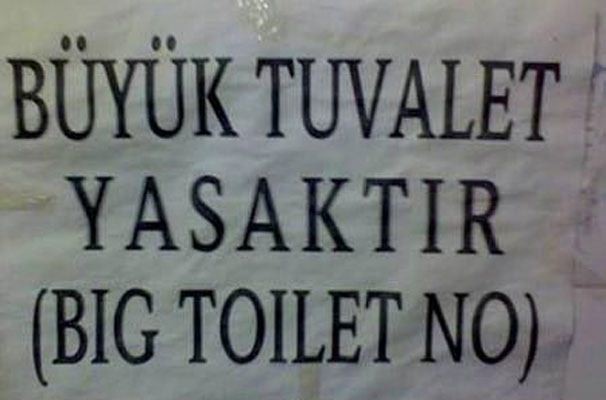 BÜYÜK TUVALET
YASAKTIR
(BIG TOILET NO)